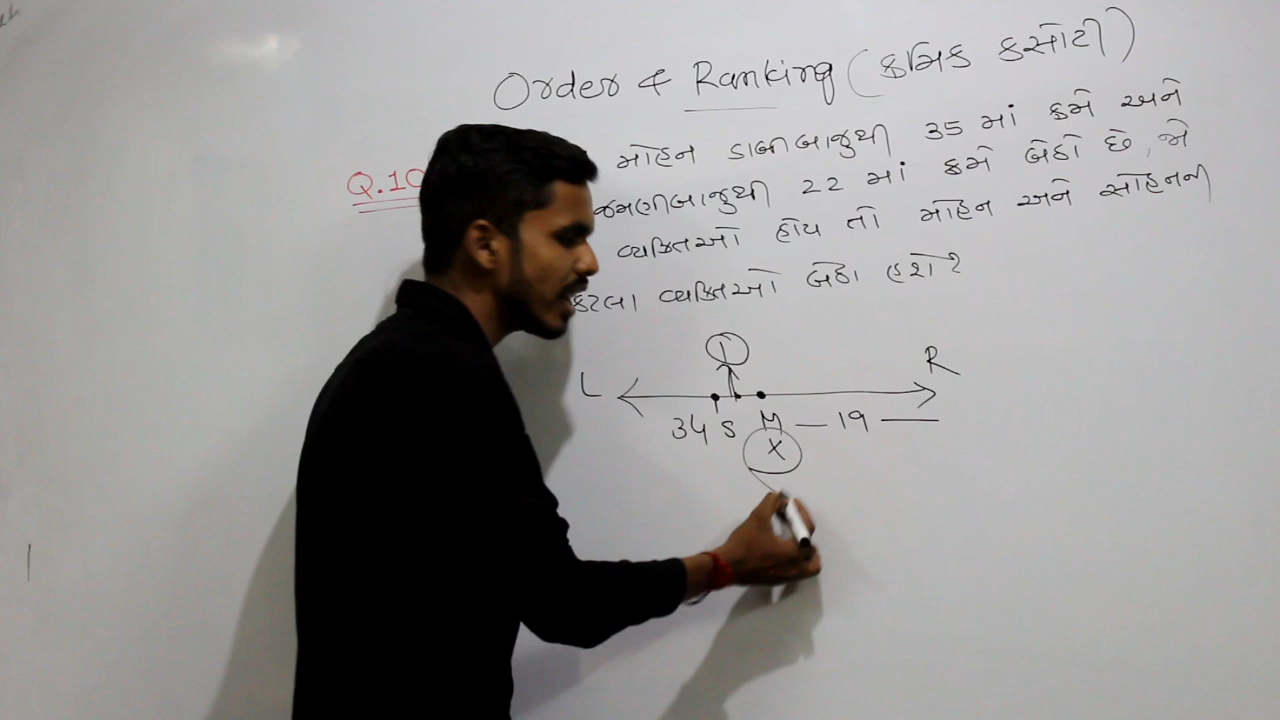 Order & Ranking (ક્રમિક કસોટી)
Q.10 મોહન ડાબીબાજુથી 35 માં ક્રમે અને
જમણીબાજુથી 22 માં ક્રમે બેઠો છે, જો
વ્યક્તિઓ હોય તો મોહન અને સોહનની
કેટલા વ્યક્તિઓ બેઠા હશે?
1
L R
34 S M — 19 —
X